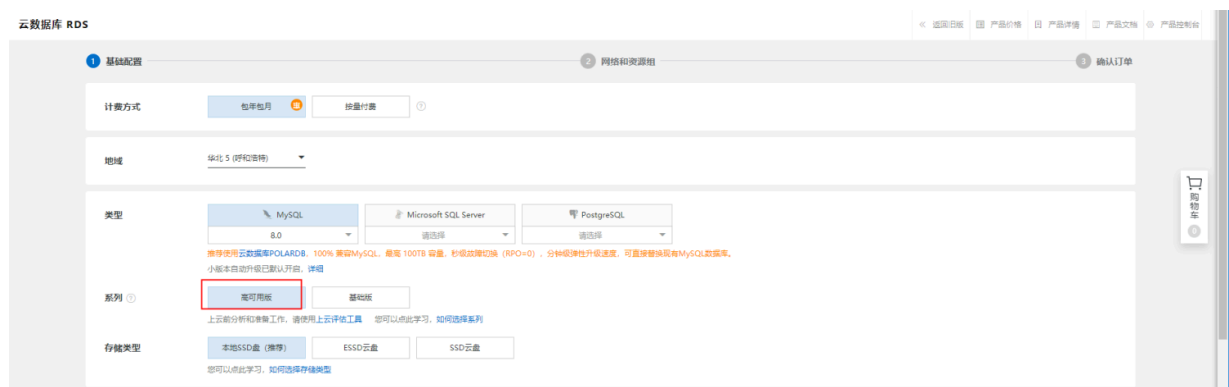 云数据库 RDS
返回旧版 产品价格 产品详情 产品文档 产品控制台
1 基础配置 2 网络和资源组 3 确认订单
计费方式 包年包月 按量付费
地域 华北 5 (呼和浩特)
类型 MySQL Microsoft SQL Server PostgreSQL
8.0 请选择 请选择
推荐使用云数据库POLARDB，100% 兼容MySQL，最高 100TB 容量，秒级故障切换（RPO=0），分钟级弹性升级速度，可直接替换现有MySQL数据库。
小版本自动升级已默认开启，详细
系列 高可用版 基础版
上云前分析和准备工作，请使用上云评估工具 您可以点此学习，如何选择系列
存储类型 本地SSD盘（推荐） ESSD云盘 SSD云盘
您可以点此学习，如何选择存储类型
购物车
0